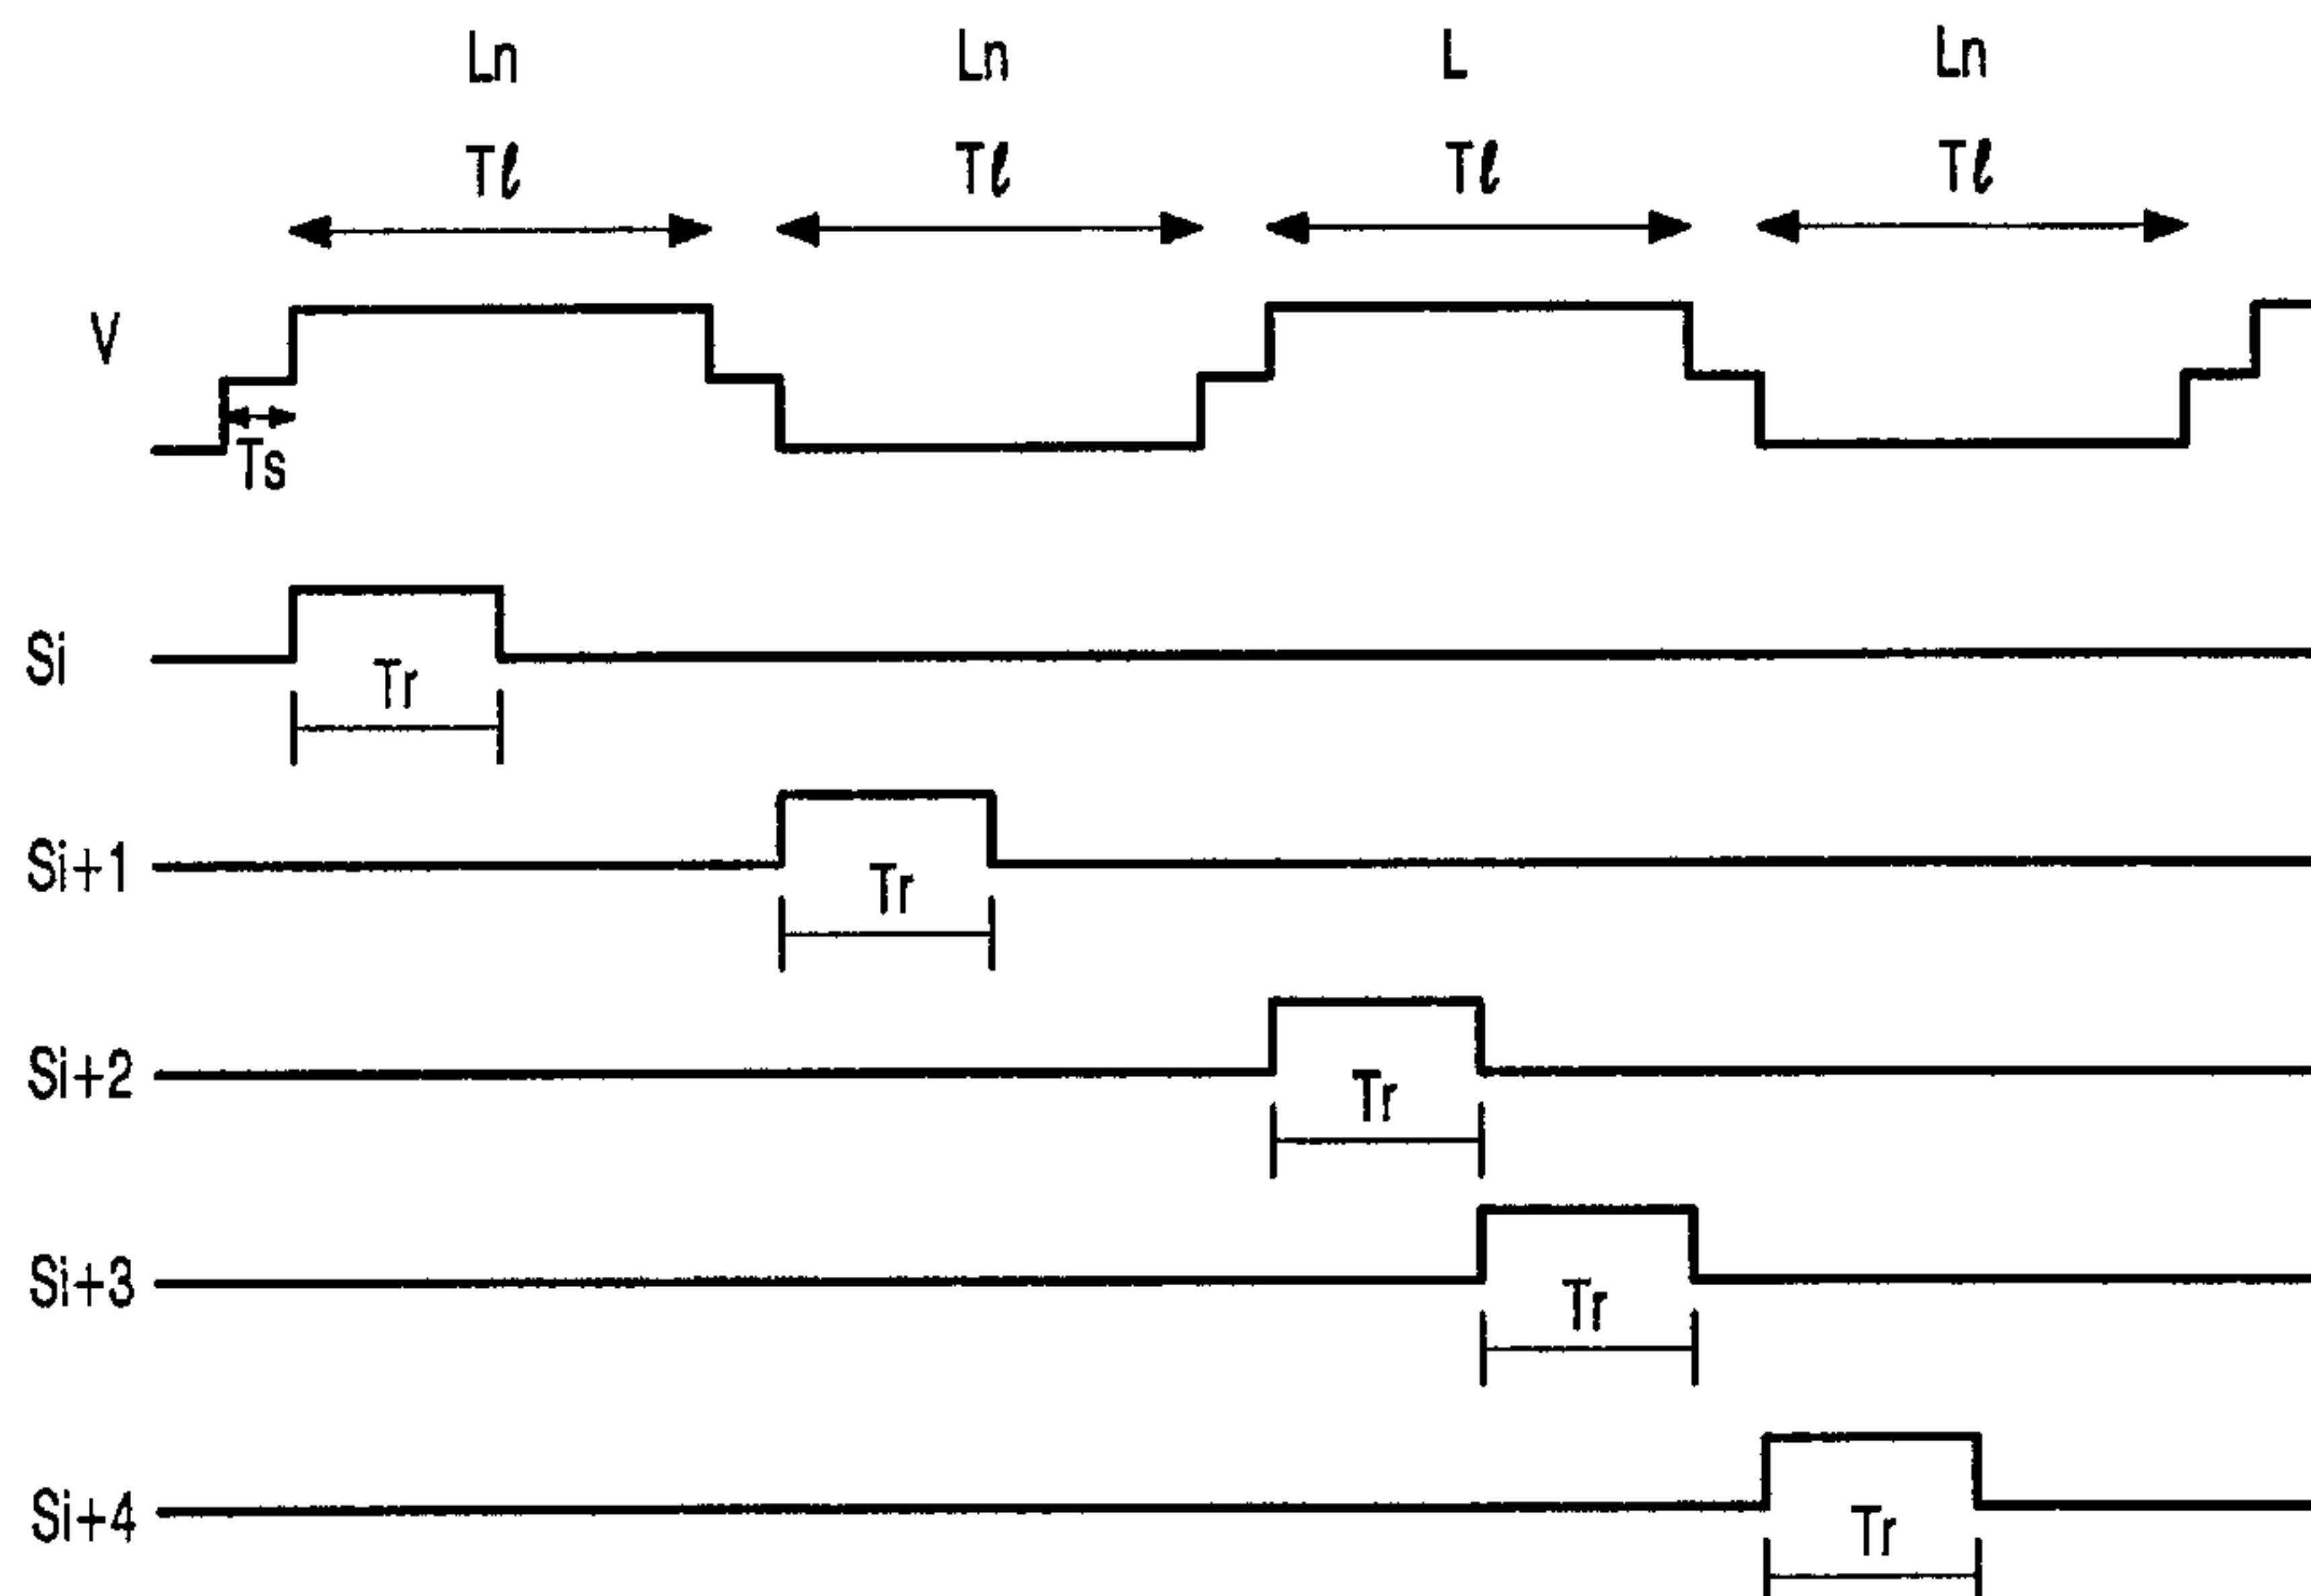 Ln Ln L Ln
Tℓ Tℓ Tℓ Tℓ
V
Ts
Si
Tr
Si+1
Tr
Si+2
Tr
Si+3
Tr
Si+4
Tr